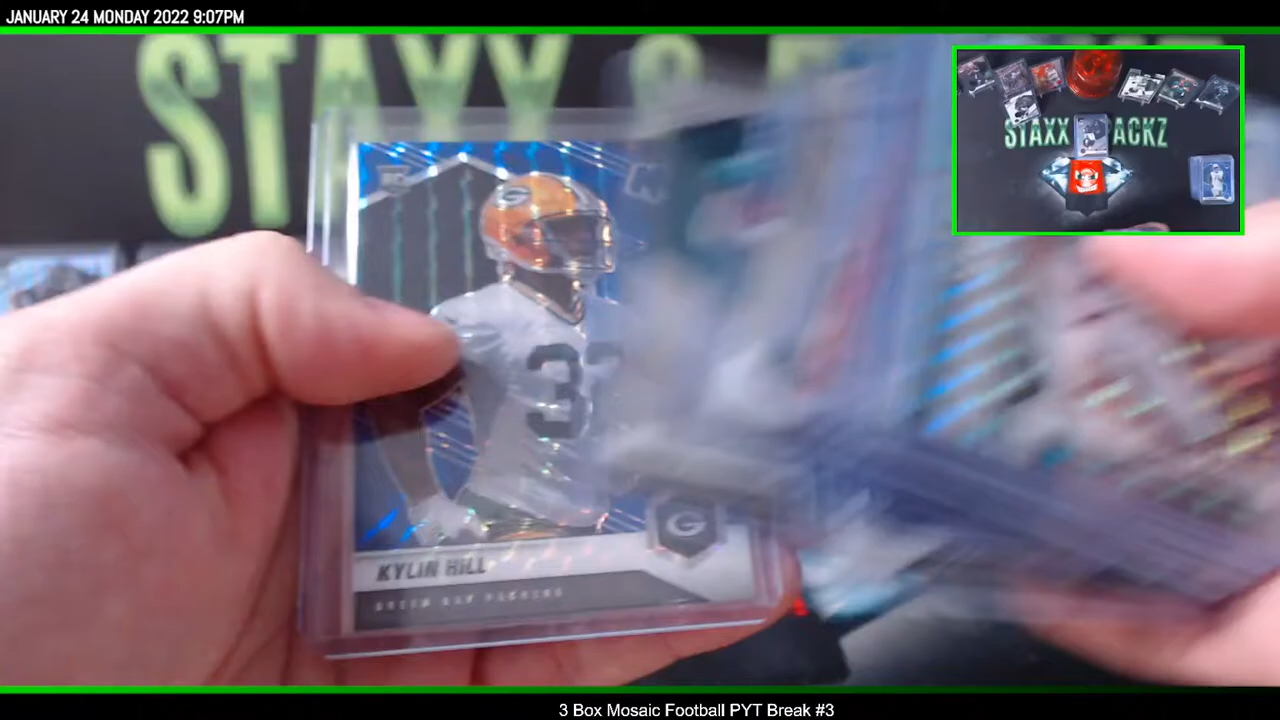 JANUARY 24 MONDAY 2022 9:07PM
STAXX &
STAXX
ACKZ
G
32
KYLIN HILL
GREEN BAY PACKERS
G
3 Box Mosaic Football PYT Break #3